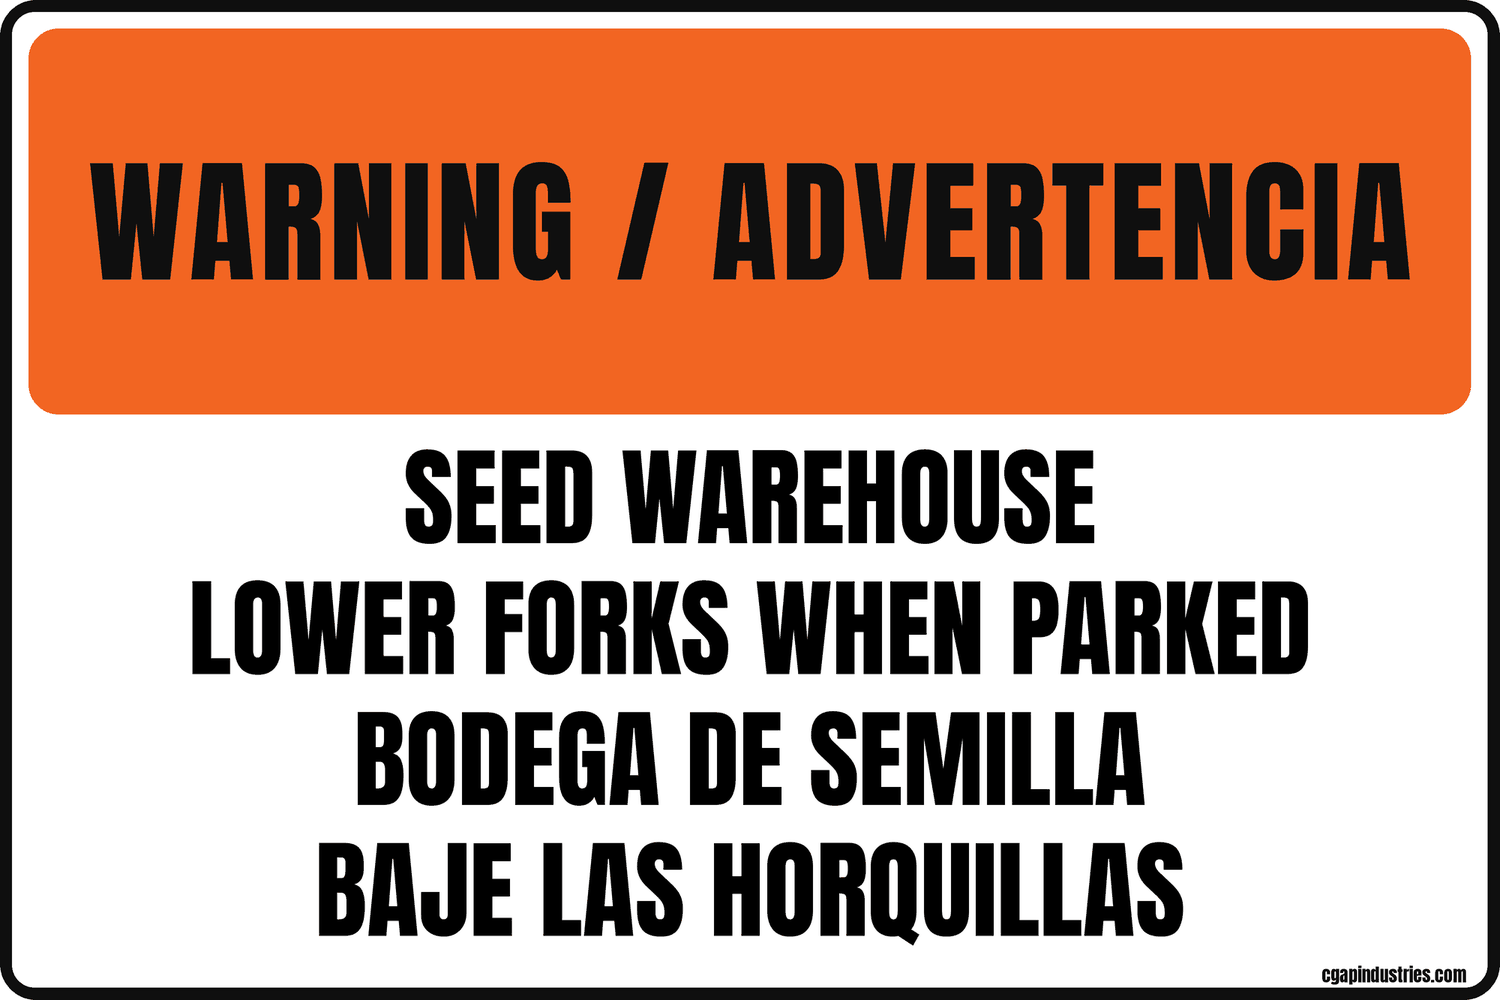 WARNING / ADVERTENCIA
SEED WAREHOUSE
LOWER FORKS WHEN PARKED
BODEGA DE SEMILLA
BAJE LAS HORQUILLAS
cgapindustries.com